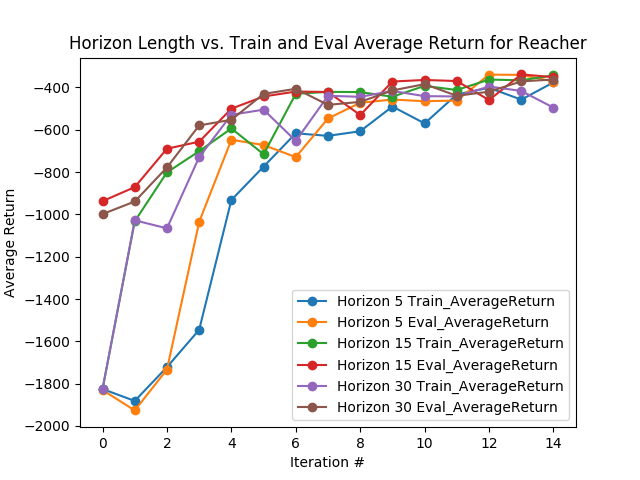 Horizon Length vs. Train and Eval Average Return for Reacher
Average Return
−400
−600
−800
−1000
−1200
−1400
−1600
−1800
−2000
Horizon 5 Train_AverageReturn
Horizon 5 Eval_AverageReturn
Horizon 15 Train_AverageReturn
Horizon 15 Eval_AverageReturn
Horizon 30 Train_AverageReturn
Horizon 30 Eval_AverageReturn
0 2 4 6 8 10 12 14
Iteration #